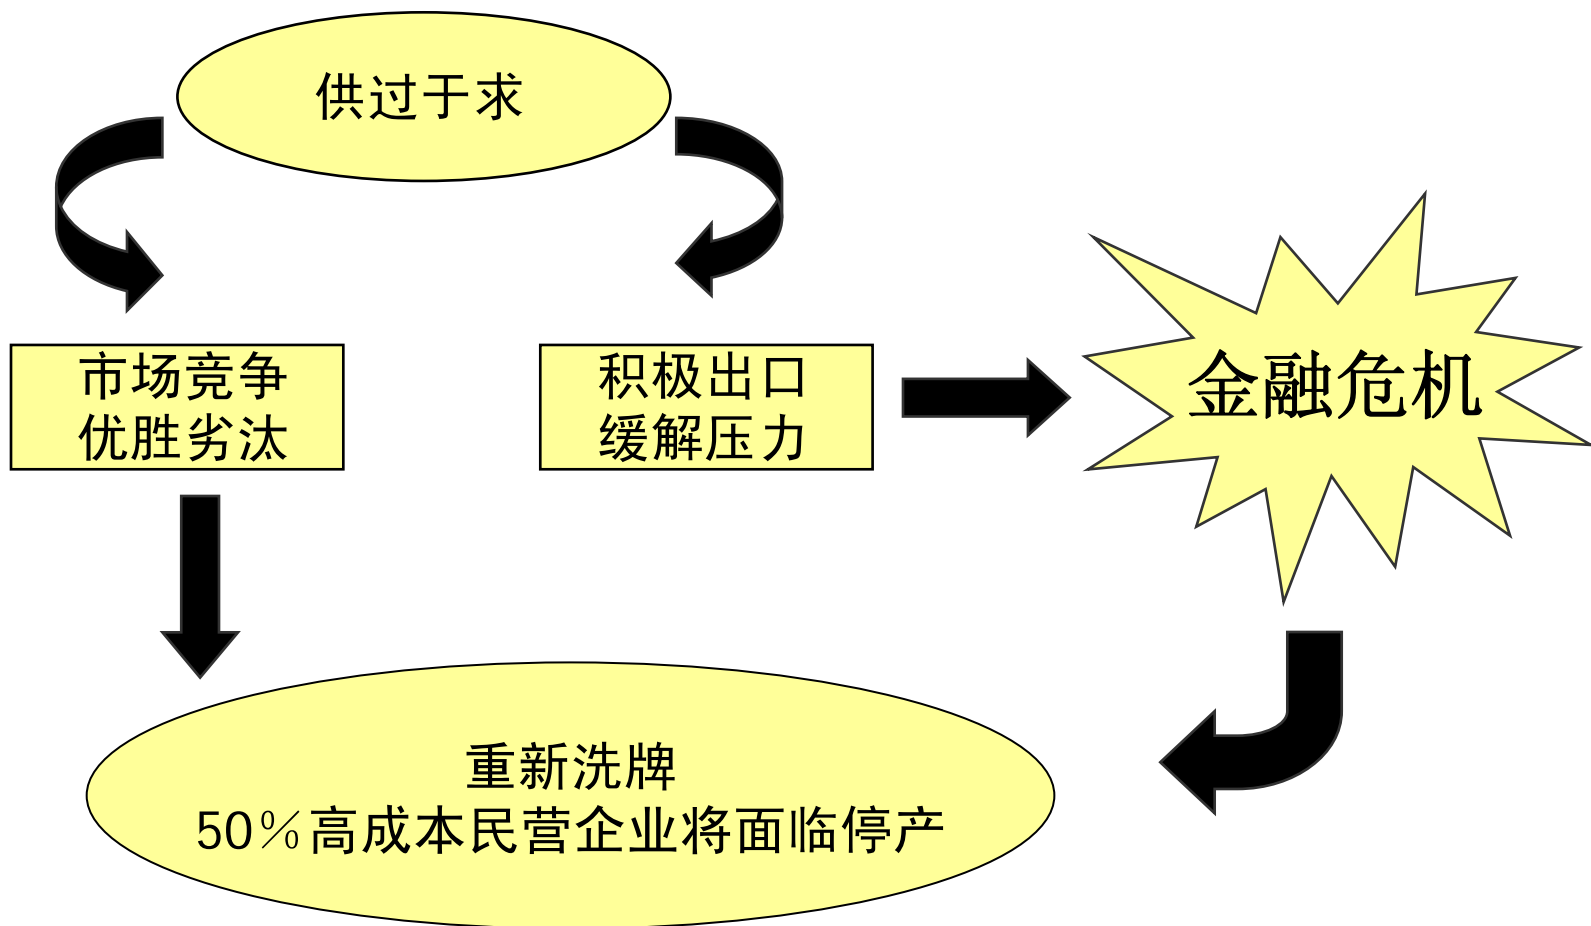 供过于求
市场竞争
优胜劣汰
积极出口
缓解压力
金融危机
重新洗牌
50％高成本民营企业将面临停产